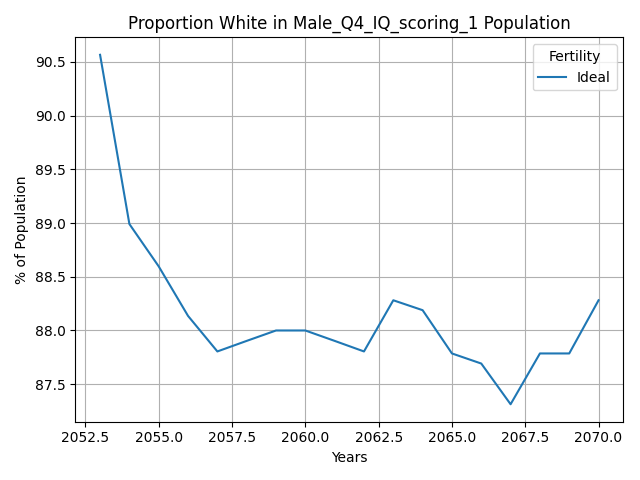 Proportion White in Male_Q4_IQ_scoring_1 Population
Fertility
Ideal
% of Population
90.5
90.0
89.5
89.0
88.5
88.0
87.5
2052.5 2055.0 2057.5 2060.0 2062.5 2065.0 2067.5 2070.0
Years